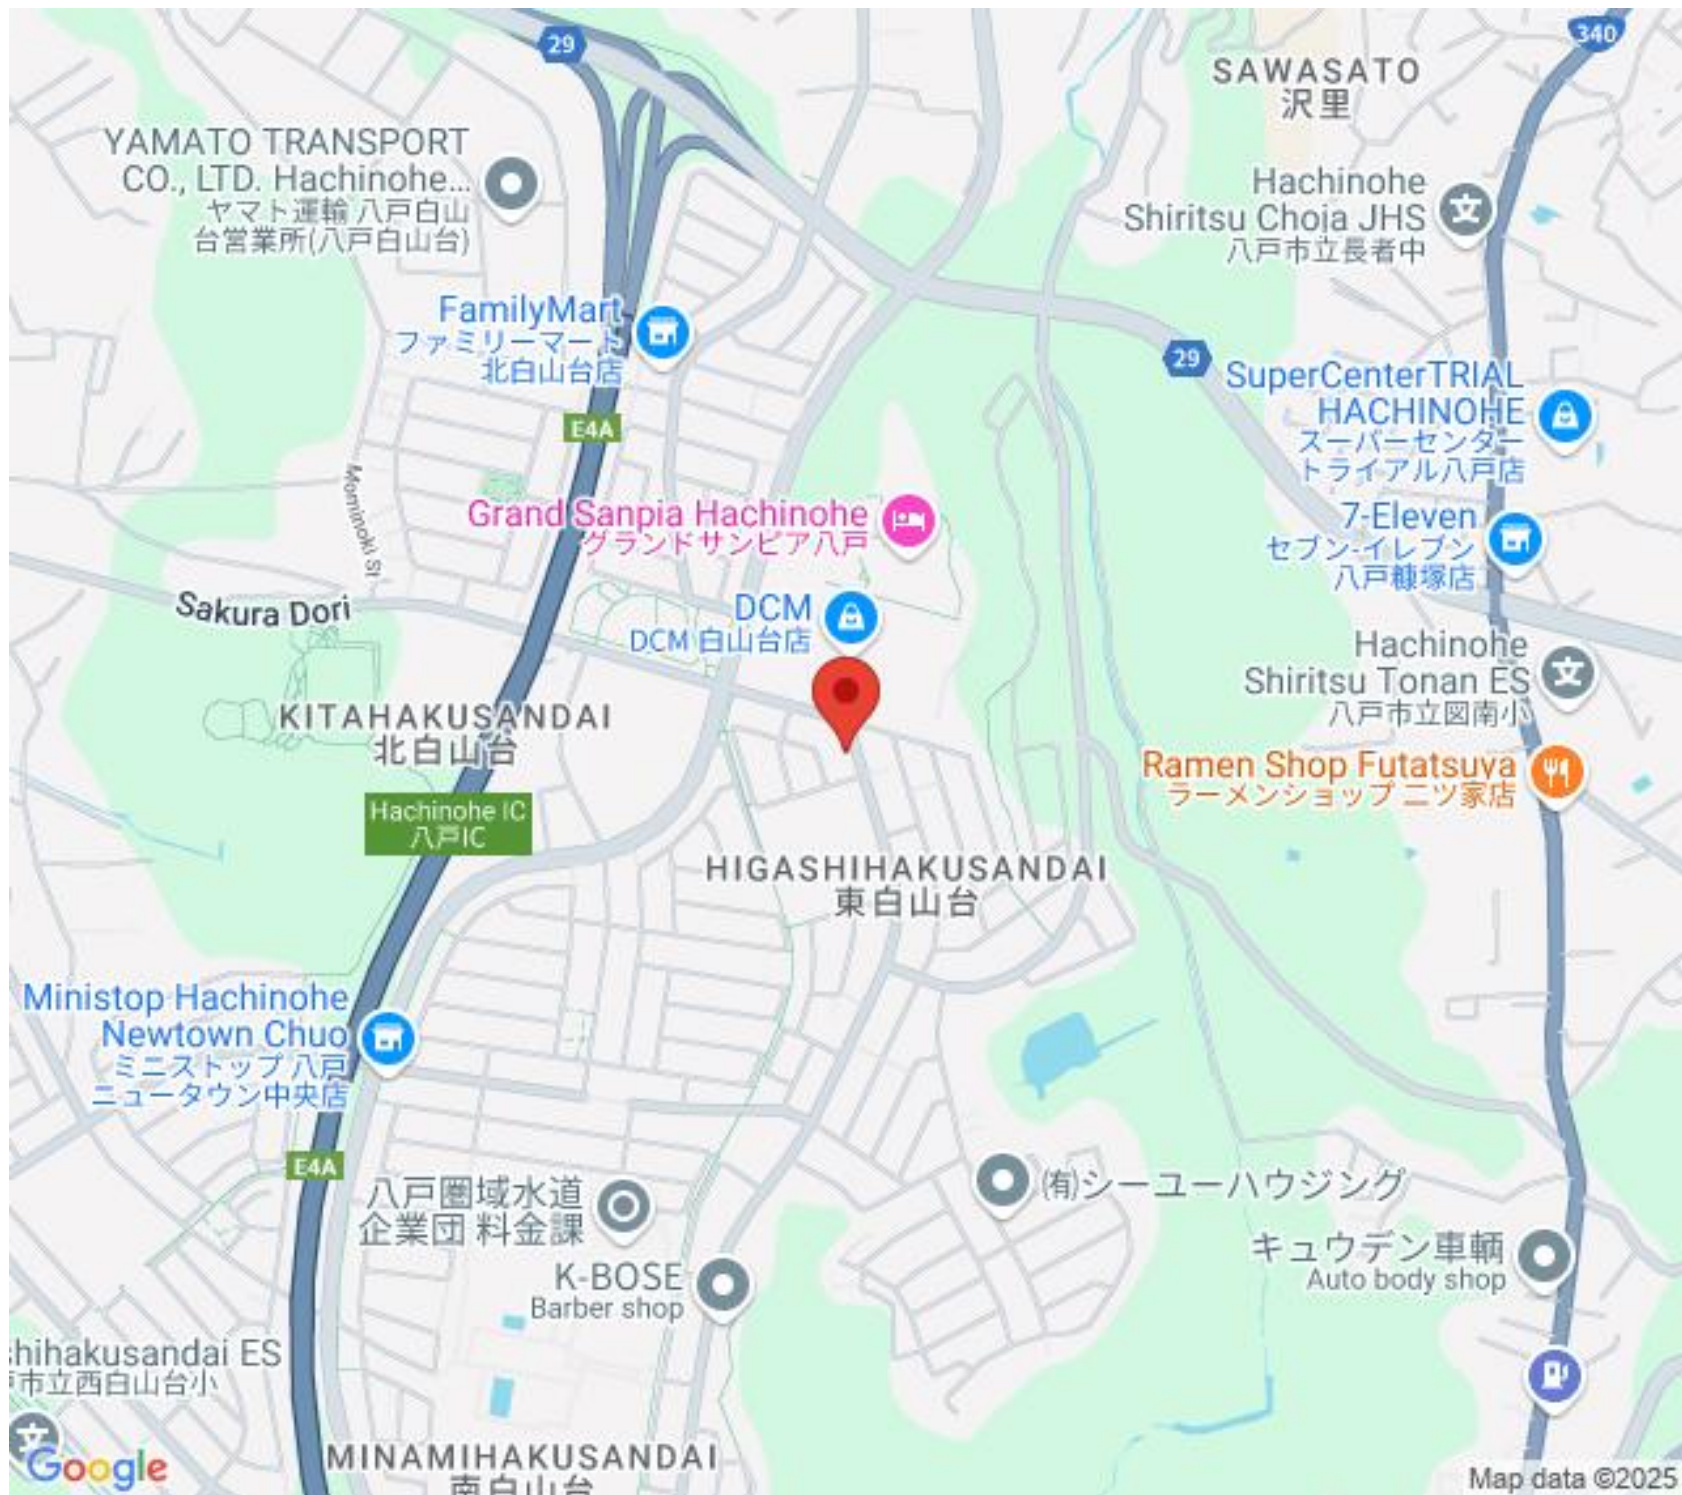 29
340
SAWASATO
沢里
YAMATO TRANSPORT
CO., LTD. Hachinohe...
ヤマト運輸 八戸白山
台営業所(八戸白山台)
Hachinohe
Shiritsu Choja JHS
八戸市立長者中
FamilyMart
ファミリーマート
北白山台店
29
SuperCenterTRIAL
HACHINOHE
スーパーセンター
トライアル八戸店
E4A
Mominoki St
Grand Sanpia Hachinohe
グランドサンピア八戸
7-Eleven
セブン-イレブン
八戸糠塚店
Sakura Dori
DCM
DCM 白山台店
Hachinohe
Shiritsu Tonan ES
八戸市立図南小
KITAHAKUSANDAI
北白山台
Ramen Shop Futatsuya
ラーメンショップ 二ツ家店
Hachinohe IC
八戸IC
HIGASHIHAKUSANDAI
東白山台
Ministop Hachinohe
Newtown Chuo
ミニストップ 八戸
ニュータウン中央店
E4A
八戸圏域水道
企業団 料金課
(有)シーユーハウジング
キュウデン車輌
Auto body shop
K-BOSE
Barber shop
shihakusandai ES
市立西白山台小
MINAMIHAKUSANDAI
南白山台
Google
Map data ©2025